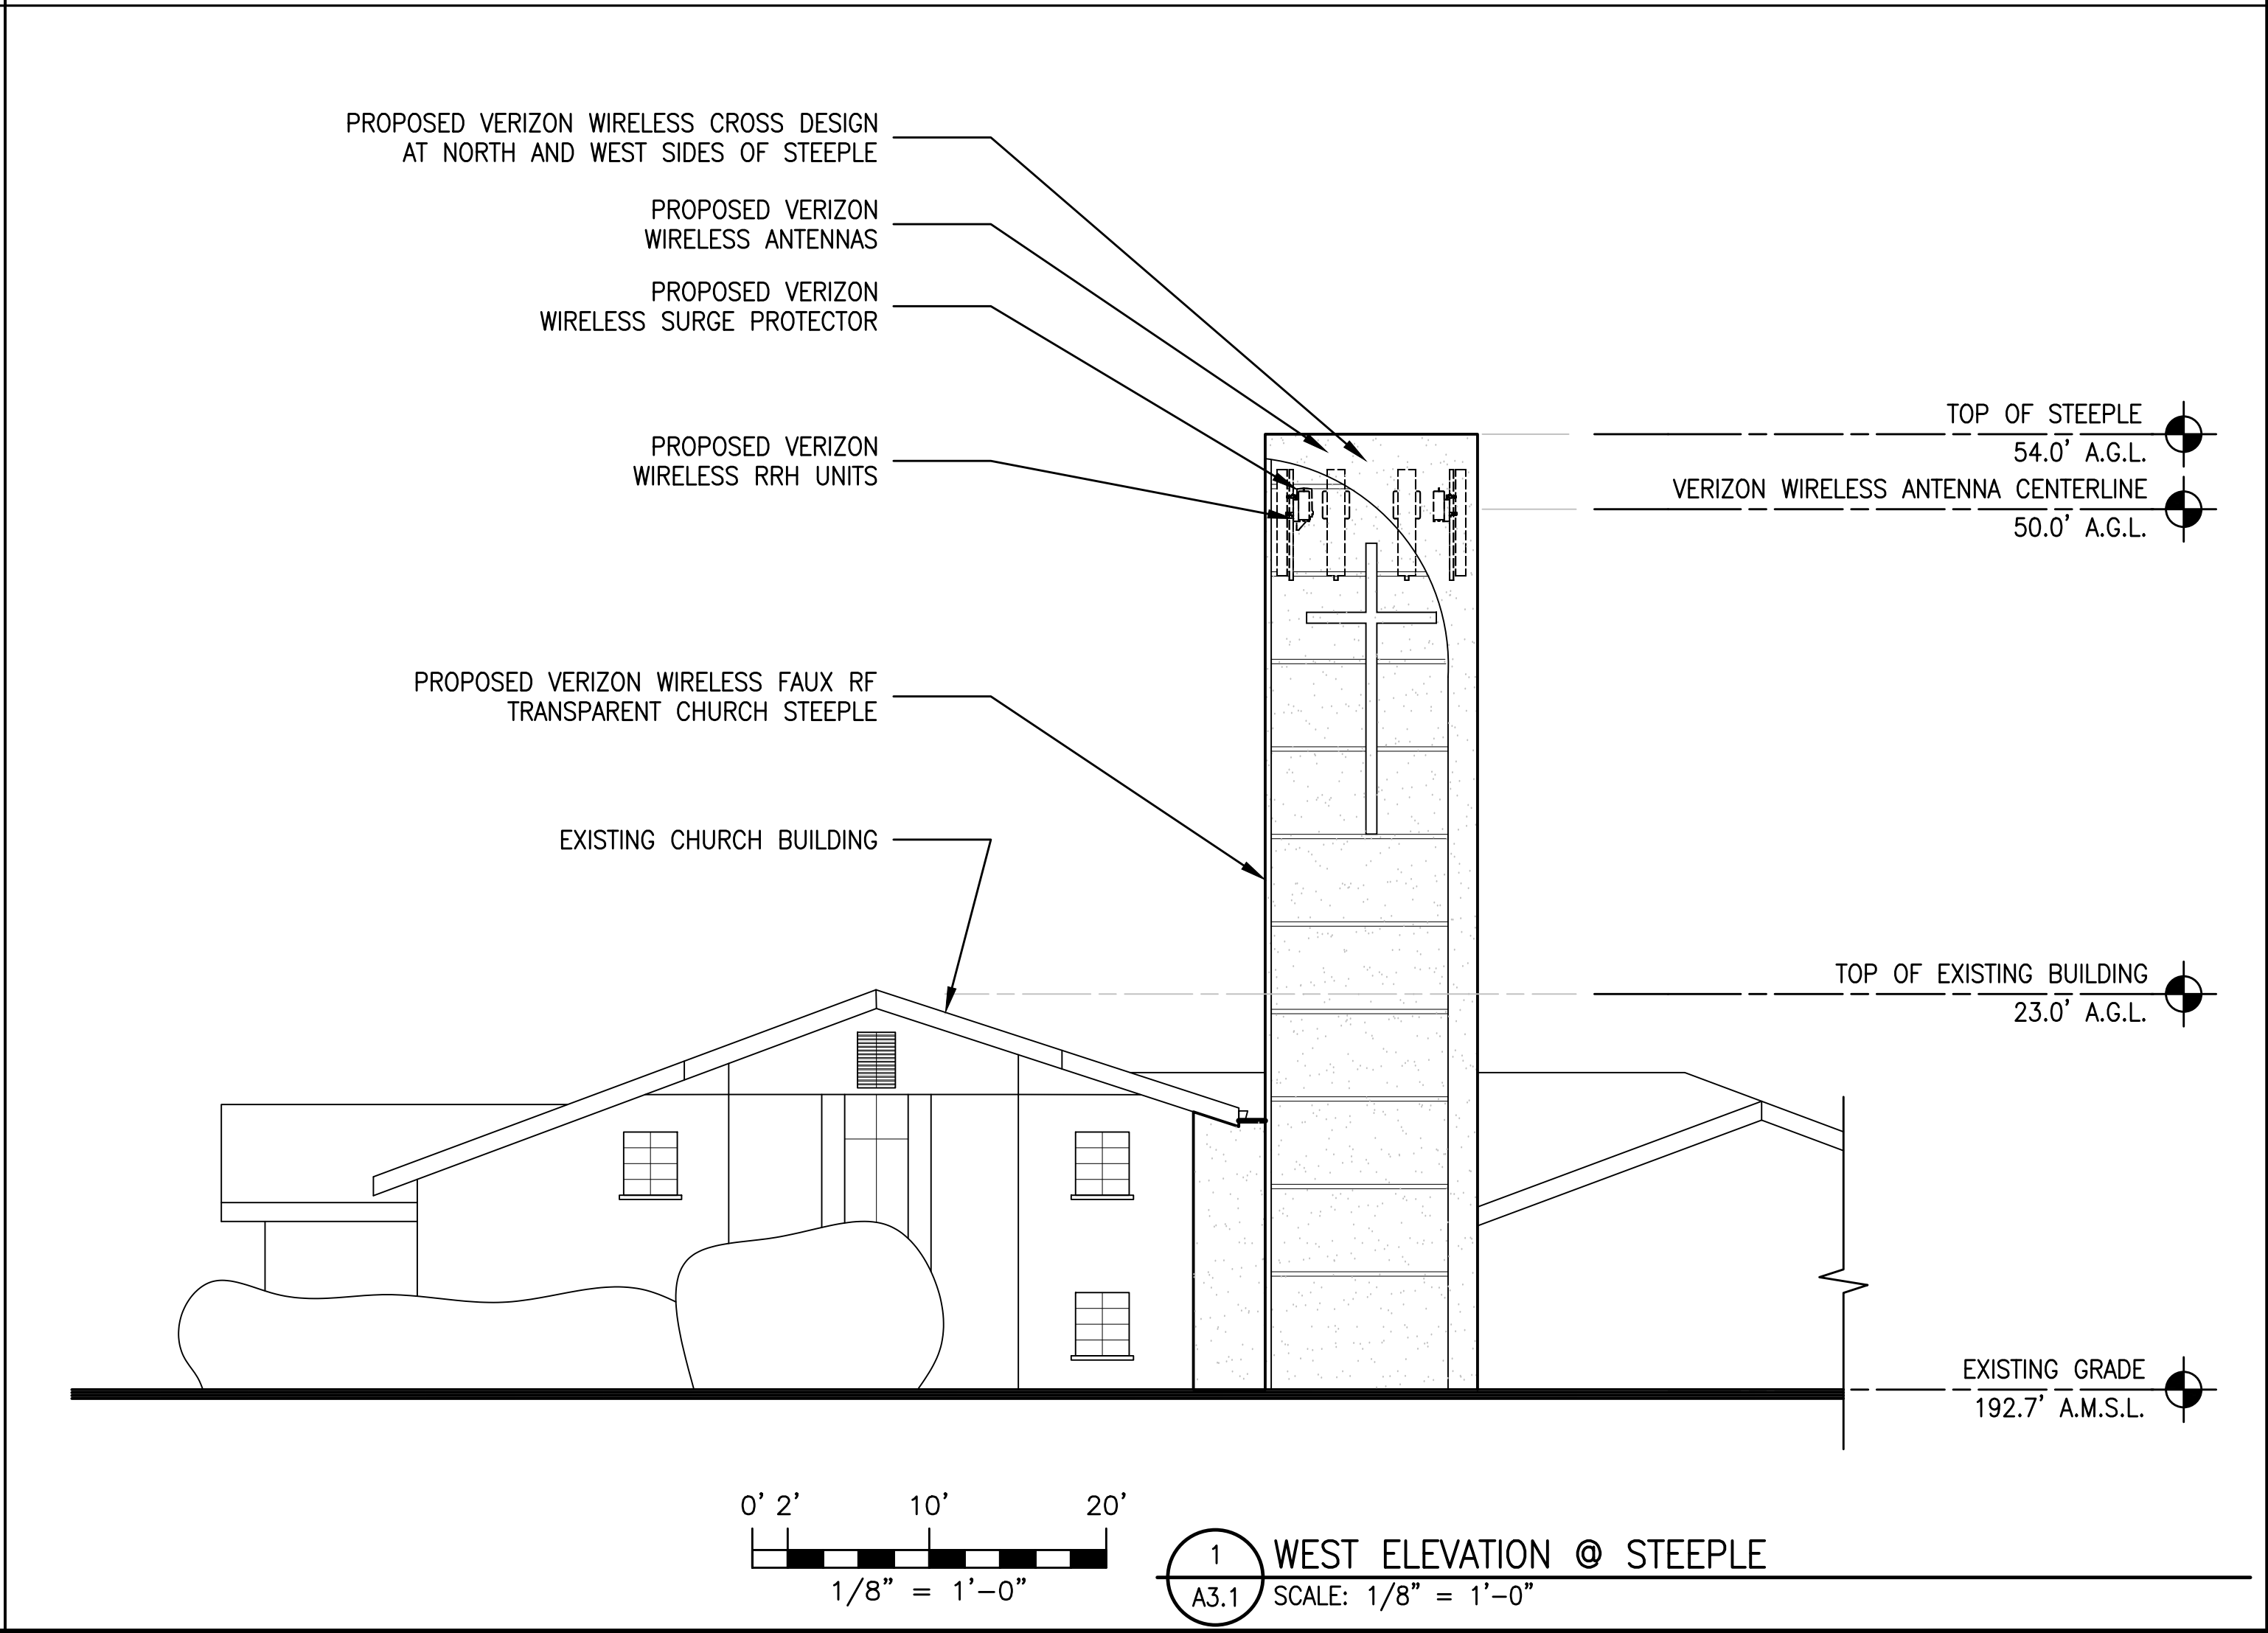 PROPOSED VERIZON WIRELESS CROSS DESIGN
AT NORTH AND WEST SIDES OF STEEPLE
PROPOSED VERIZON
WIRELESS ANTENNAS
PROPOSED VERIZON
WIRELESS SURGE PROTECTOR
PROPOSED VERIZON
WIRELESS RRH UNITS
PROPOSED VERIZON WIRELESS FAUX RF
TRANSPARENT CHURCH STEEPLE
EXISTING CHURCH BUILDING
TOP OF STEEPLE
54.0' A.G.L.
VERIZON WIRELESS ANTENNA CENTERLINE
50.0' A.G.L.
TOP OF EXISTING BUILDING
23.0' A.G.L.
EXISTING GRADE
192.7' A.M.S.L.
0' 2' 10' 20'
1/8" = 1'-0"
1
A3.1
WEST ELEVATION @ STEEPLE
SCALE: 1/8" = 1'-0"